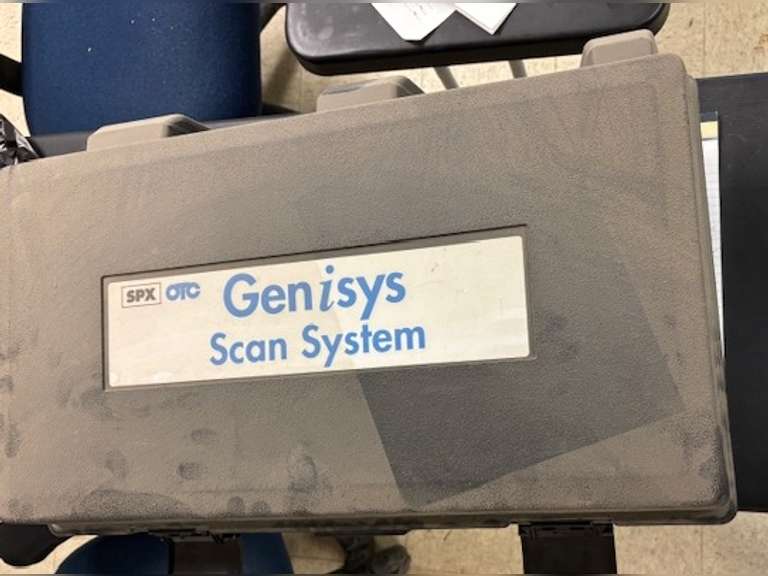 SPX OTC Genisys
Scan System